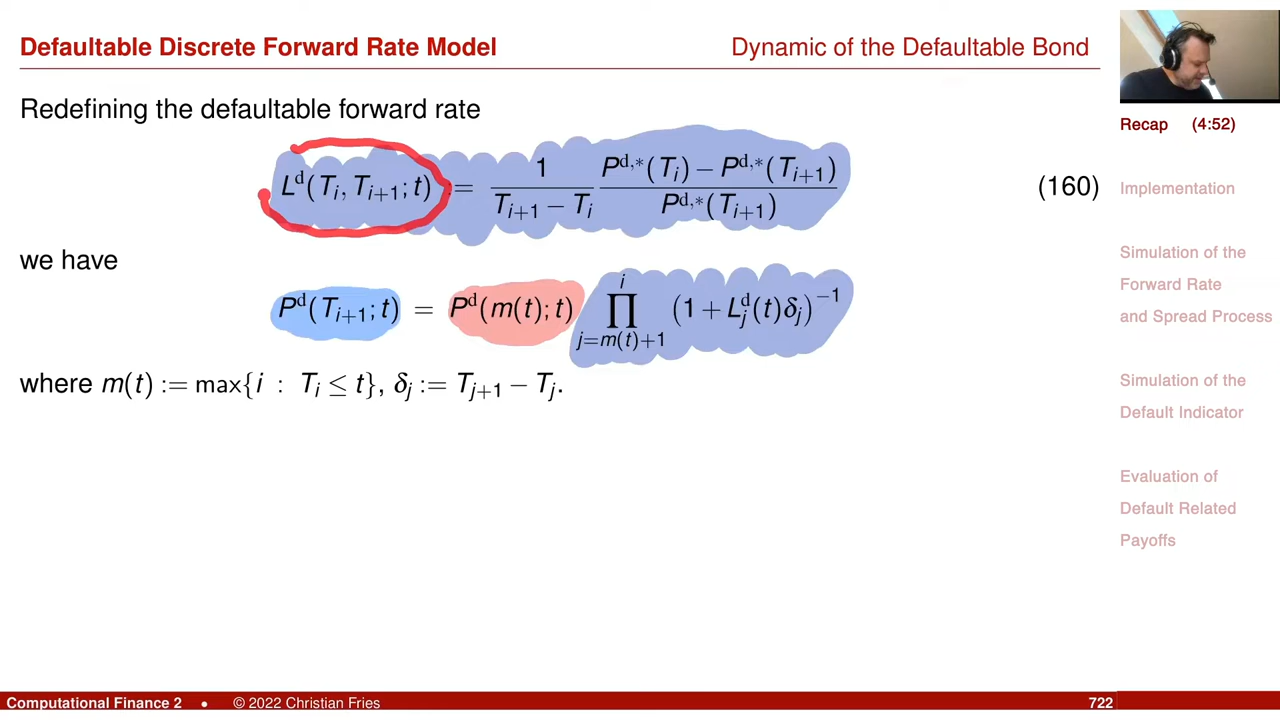 Defaultable Discrete Forward Rate Model
Dynamic of the Defaultable Bond
Redefining the defaultable forward rate
L^d(T_i, T_{i+1}; t) := \frac{1}{T_{i+1} − T_i} \frac{P^{d,*}(T_i) − P^{d,*}(T_{i+1})}{P^{d,*}(T_{i+1})} (160)
we have
P^d(T_{i+1}; t) = P^d(m(t); t) ∏_{j=m(t)+1}^{i} (1 + L_j^d(t)δ_j)^{−1}
where m(t) := max{i : T_i ≤ t}, δ_j := T_{j+1} − T_j.
Recap (4:52)
Implementation
Simulation of the
Forward Rate
and Spread Process
Simulation of the
Default Indicator
Evaluation of
Default Related
Payoffs
Computational Finance 2 • © 2022 Christian Fries 722